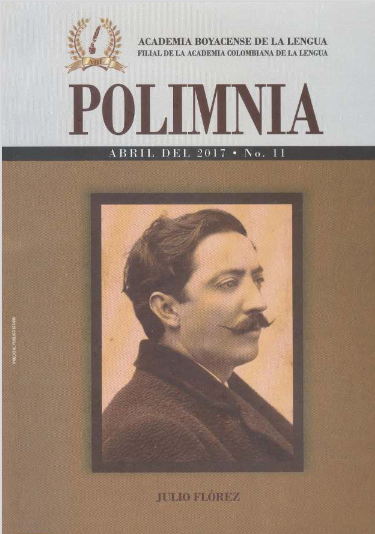 ACADEMIA BOYACENSE DE LA LENGUA
FILIAL DE LA ACADEMIA COLOMBIANA DE LA LENGUA
POLIMNIA
ABRIL DEL 2017 • No. 11
JULIO FLÓREZ